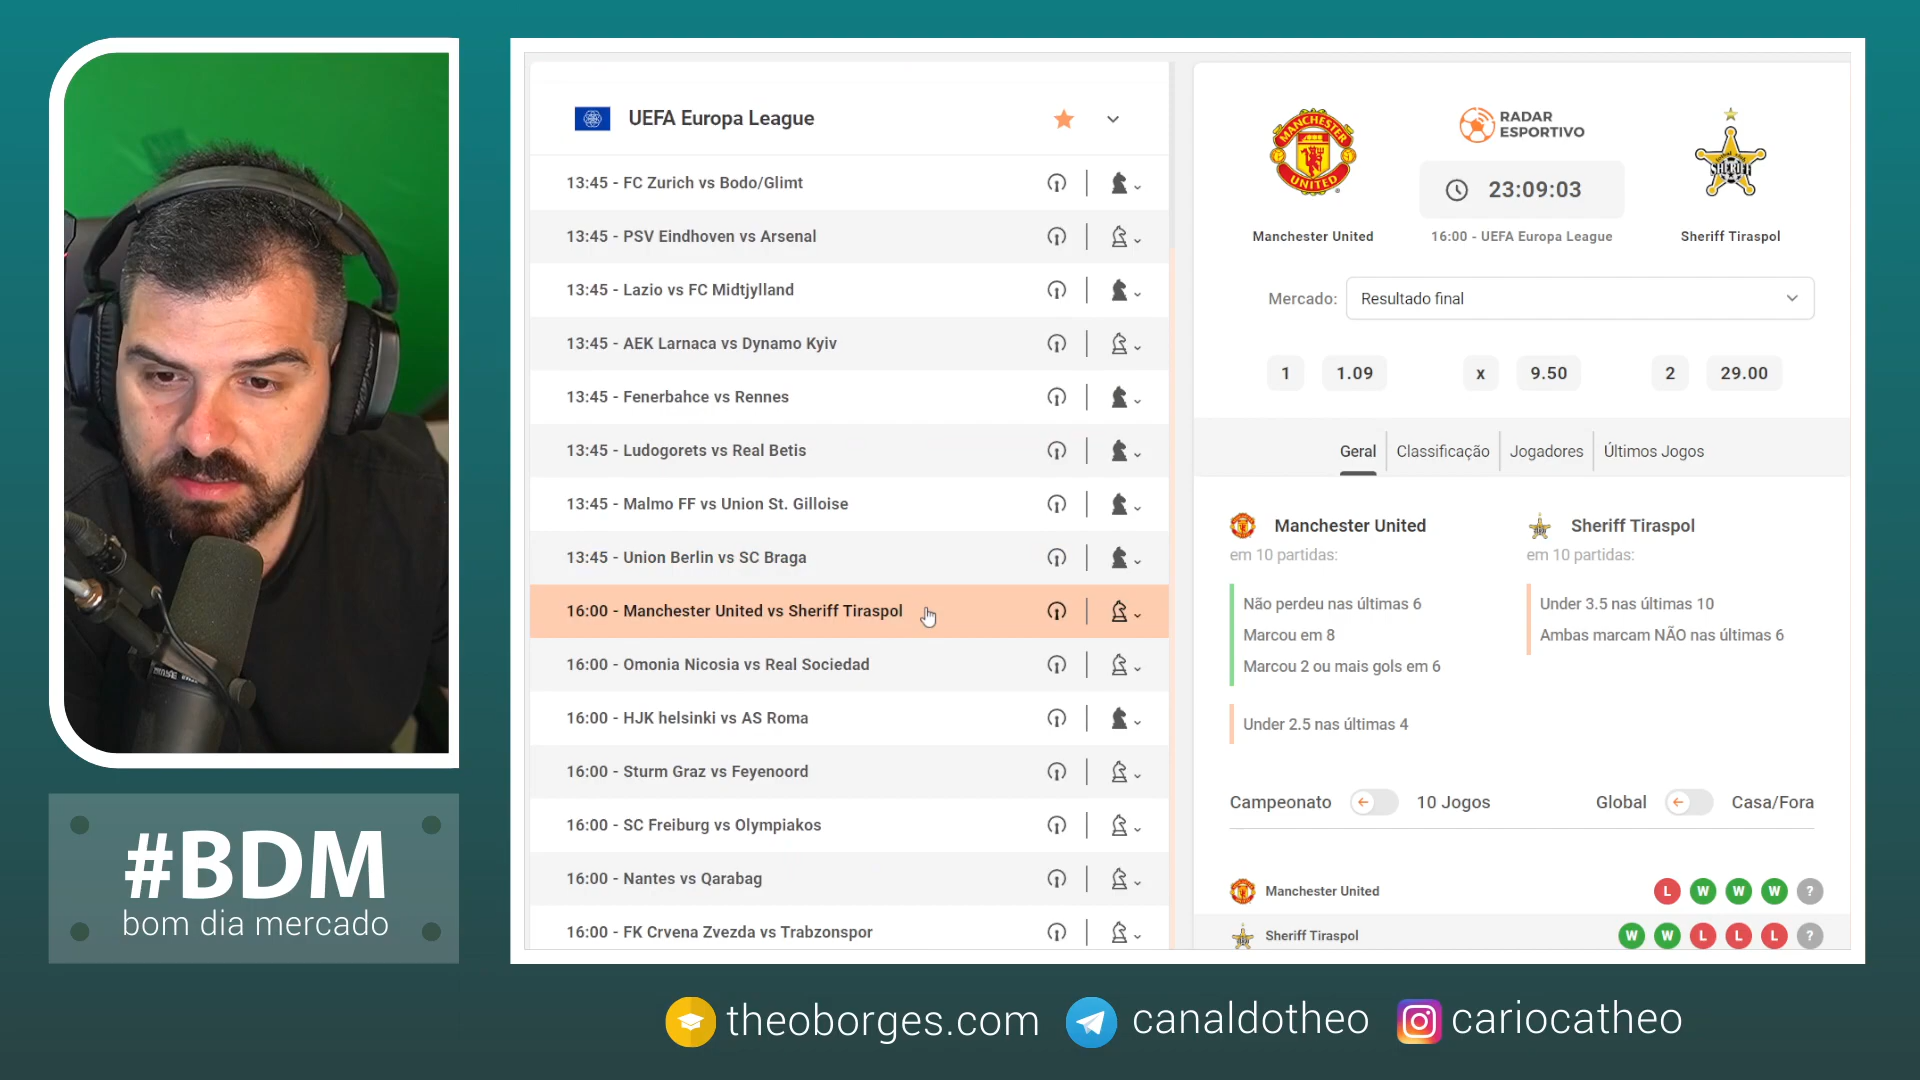 UEFA Europa League
13:45 - FC Zurich vs Bodo/Glimt
13:45 - PSV Eindhoven vs Arsenal
13:45 - Lazio vs FC Midtjylland
13:45 - AEK Larnaca vs Dynamo Kyiv
13:45 - Fenerbahce vs Rennes
13:45 - Ludogorets vs Real Betis
13:45 - Malmo FF vs Union St. Gilloise
13:45 - Union Berlin vs SC Braga
16:00 - Manchester United vs Sheriff Tiraspol
16:00 - Omonia Nicosia vs Real Sociedad
16:00 - HJK helsinki vs AS Roma
16:00 - Sturm Graz vs Feyenoord
16:00 - SC Freiburg vs Olympiakos
16:00 - Nantes vs Qarabag
16:00 - FK Crvena Zvezda vs Trabzonspor
MANCHESTER UNITED
RADAR ESPORTIVO
SHERIFF
23:09:03
Manchester United
16:00 - UEFA Europa League
Sheriff Tiraspol
Mercado: Resultado final
1 1.09 x 9.50 2 29.00
Geral Classificação Jogadores Últimos Jogos
Manchester United
em 10 partidas:
Não perdeu nas últimas 6
Marcou em 8
Marcou 2 ou mais gols em 6
Under 2.5 nas últimas 4
Sheriff Tiraspol
em 10 partidas:
Under 3.5 nas últimas 10
Ambas marcam NÃO nas últimas 6
Campeonato 10 Jogos Global Casa/Fora
Manchester United L W W W ?
Sheriff Tiraspol W W L L L ?
#BDM
bom dia mercado
theoborges.com canaldotheo cariocatheo